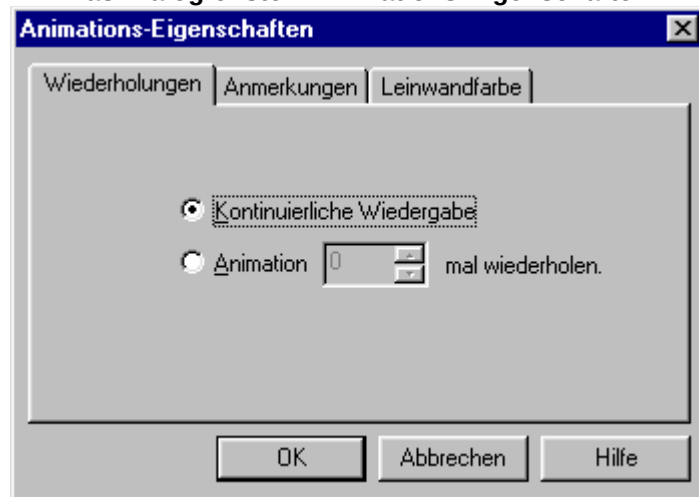 Animations-Eigenschaften
Wiederholungen Anmerkungen Leinwandfarbe
Kontinuierliche Wiedergabe
Animation 0 mal wiederholen.
OK Abbrechen Hilfe